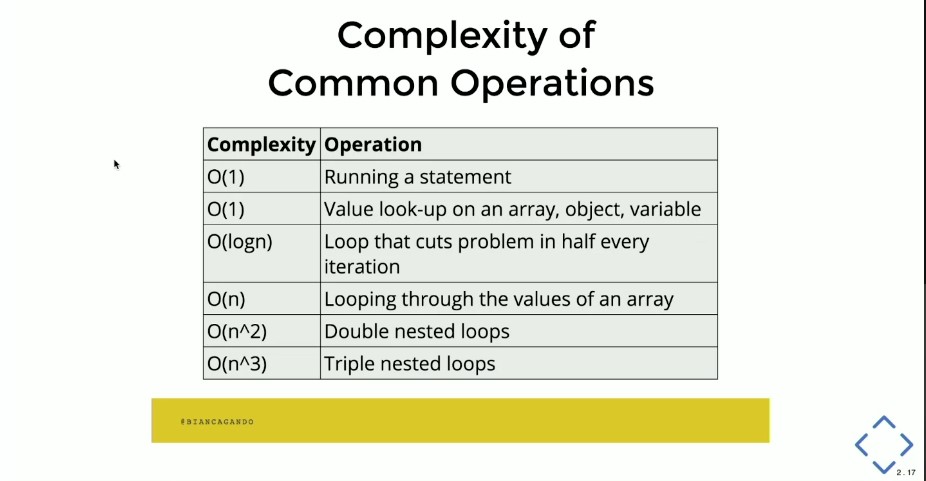 Complexity of
Common Operations
Complexity Operation
O(1) Running a statement
O(1) Value look-up on an array, object, variable
O(logn) Loop that cuts problem in half every
iteration
O(n) Looping through the values of an array
O(n^2) Double nested loops
O(n^3) Triple nested loops
#BIANCAGANDO
2.17